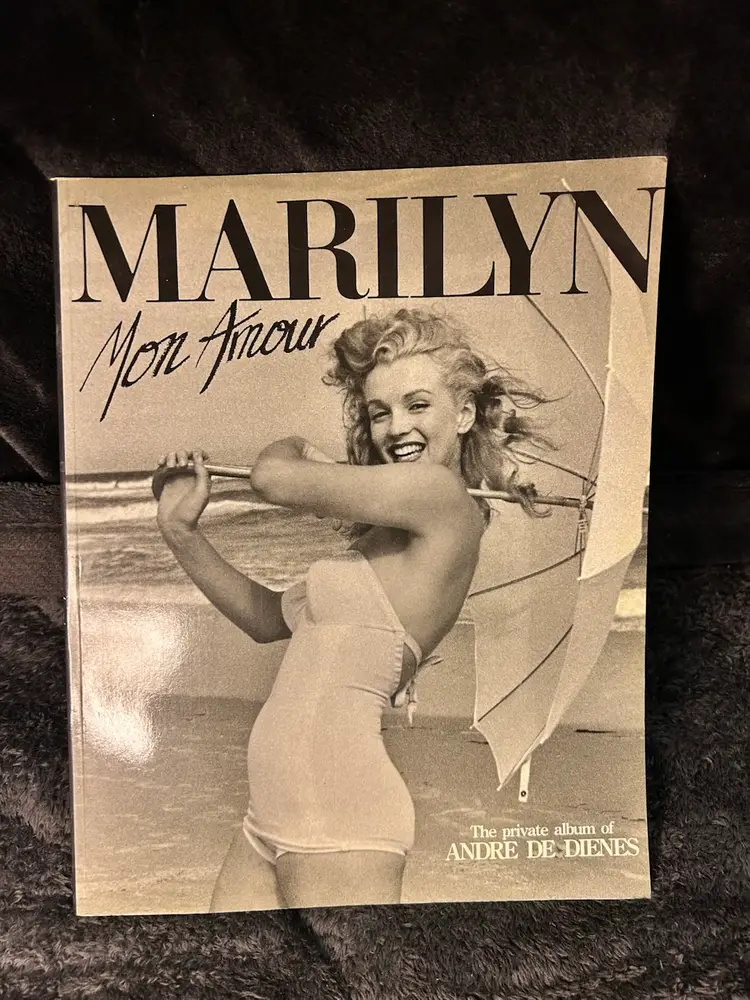 MARILYN
Mon Amour
The private album of
ANDRE DE DIENES